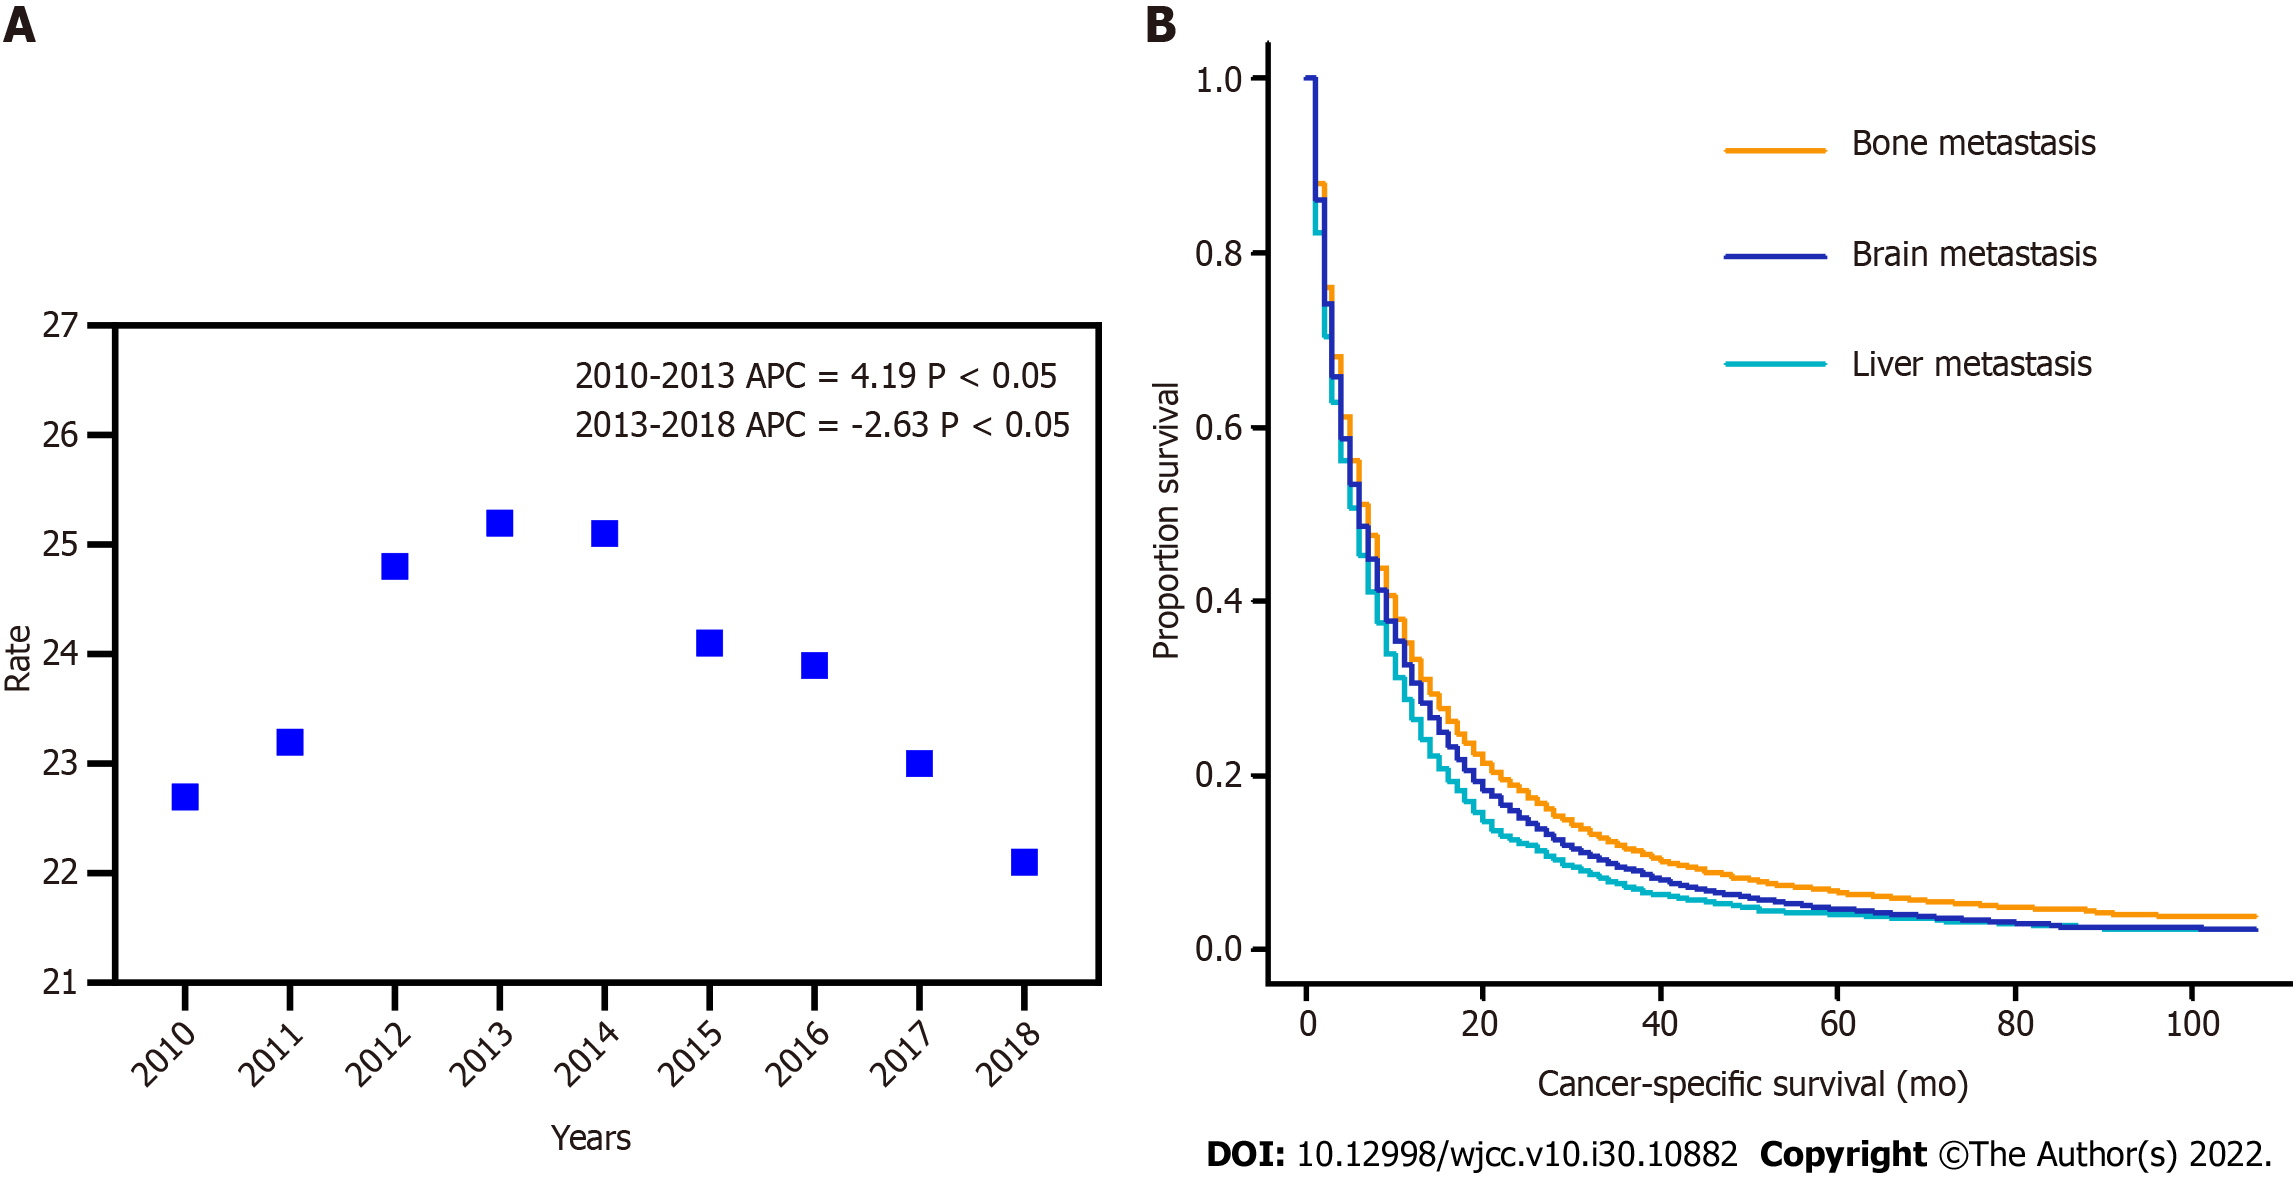 A
27
26
25
24
23
22
21
Rate
2010-2013 APC = 4.19 P < 0.05
2013-2018 APC = -2.63 P < 0.05
2010 2011 2012 2013 2014 2015 2016 2017 2018
Years
B
1.0
0.8
0.6
0.4
0.2
0.0
Proportion survival
Bone metastasis
Brain metastasis
Liver metastasis
0 20 40 60 80 100
Cancer-specific survival (mo)
DOI: 10.12998/wjcc.v10.i30.10882 Copyright ©The Author(s) 2022.